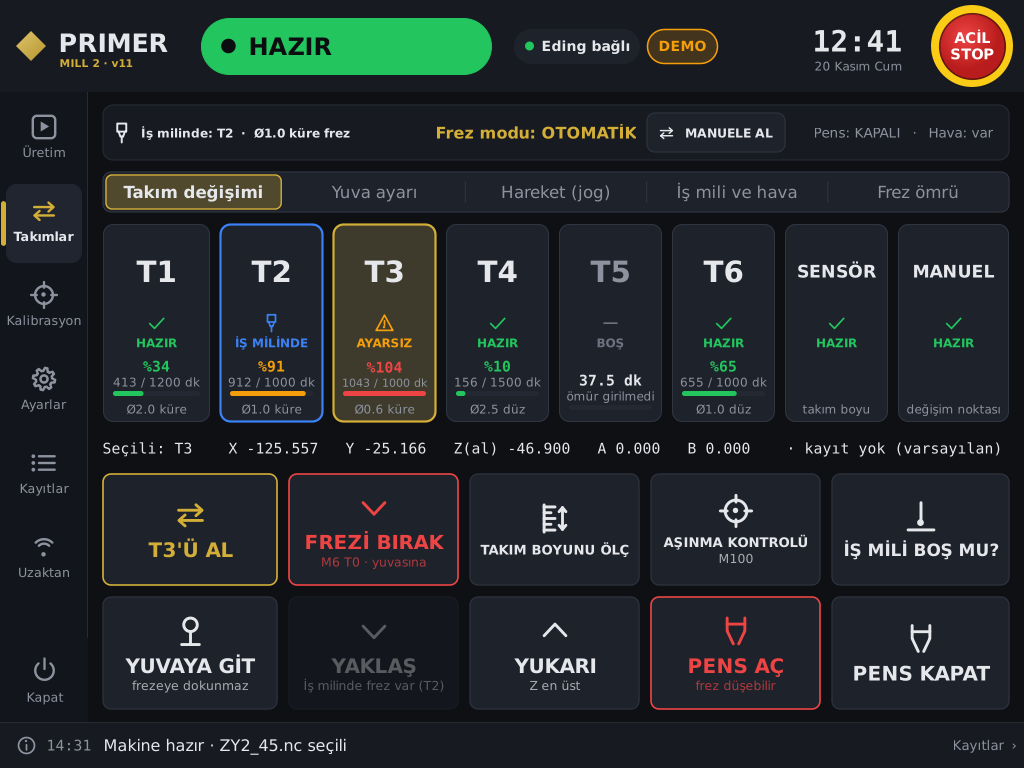 PRIMER
MILL 2 · v11
HAZIR
Eding bağlı
DEMO
12:41
20 Kasım Cum
ACİL
STOP
Üretim
Takımlar
Kalibrasyon
Ayarlar
Kayıtlar
Uzaktan
Kapat
İş milinde: T2 · Ø1.0 küre frez
Frez modu: OTOMATİK
MANUELE AL
Pens: KAPALI · Hava: var
Takım değişimi
Yuva ayarı
Hareket (jog)
İş mili ve hava
Frez ömrü
T1
HAZIR
%34
413 / 1200 dk
Ø2.0 küre
T2
İŞ MİLİNDE
%91
912 / 1000 dk
Ø1.0 küre
T3
AYARSIZ
%104
1043 / 1000 dk
Ø0.6 küre
T4
HAZIR
%10
156 / 1500 dk
Ø2.5 düz
T5
—
BOŞ
37.5 dk
ömür girilmedi
T6
HAZIR
%65
655 / 1000 dk
Ø1.0 düz
SENSÖR
HAZIR
takım boyu
MANUEL
HAZIR
değişim noktası
Seçili: T3 X -125.557 Y -25.166 Z(al) -46.900 A 0.000 B 0.000 · kayıt yok (varsayılan)
T3'Ü AL
FREZİ BIRAK
M6 T0 · yuvasına
TAKIM BOYUNU ÖLÇ
AŞINMA KONTROLÜ
M100
İŞ MİLİ BOŞ MU?
YUVAYA GİT
frezeye dokunmaz
YAKLAŞ
İş milinde frez var (T2)
YUKARI
Z en üst
PENS AÇ
frez düşebilir
PENS KAPAT
14:31 Makine hazır · ZY2_45.nc seçili
Kayıtlar ›